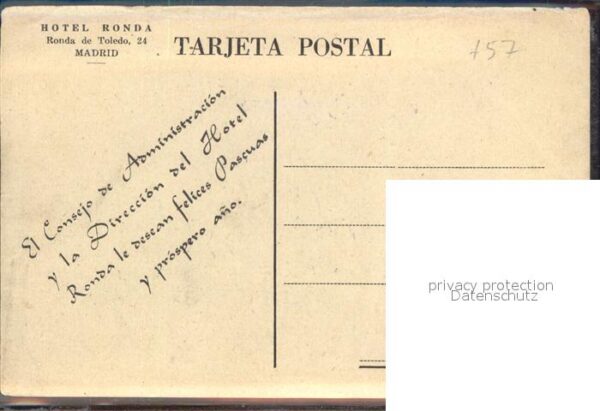 HOTEL RONDA
Ronda de Toledo, 24
MADRID
TARJETA POSTAL
157
El Consejo de Administración
y la Dirección del Hotel
Ronda le desean felices Pascuas
y próspero año.
privacy protection
Datenschutz